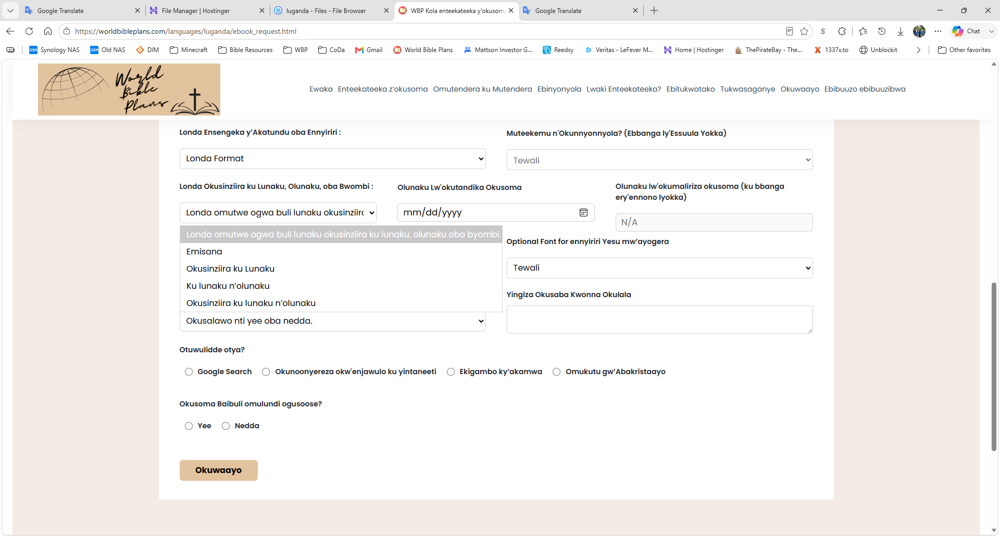 Google Translate
File Manager | Hostinger
luganda - Files - File Browser
WBP Kola enteekateeka y'okusoma
Google Translate
https://worldbibleplans.com/languages/luganda/ebook_request.html
Chat
Synology NAS
Old NAS
DIM
Minecraft
Bible Resources
WBP
CoDa
Gmail
World Bible Plans
Mattson Investor G...
Reedsy
Veritas - LeFever M...
Home | Hostinger
ThePirateBay - The...
1337x.to
Unblockit
Other favorites
World
Bible
Plans
Ewaka Enteekateeka z’okusoma Omutendera ku Mutendera Ebinyonyola Lwaki Enteekateeka? Ebitukwatako Tukwasaganye Okuwaayo Ebibuuzo ebibuuzibwa
Londa Ensengeka y’Akatundu oba Ennyiriri :
Muteekemu n'Okunnyonnyola? (Ebbanga ly'Essuula Yokka)
Londa Format
Tewali
Londa Okusinziira ku Lunaku, Olunaku, oba Bwombi :
Olunaku Lw'okutandika Okusoma
Olunaku lw'okumaliriza okusoma (ku bbanga
ery'ennono lyokka)
Londa omutwe ogwa buli lunaku okusinziira
mm/dd/yyyy
N/A
Londa omutwe ogwa buli lunaku okusinziira ku lunaku, olunaku oba byombi.
Emisana
Okusinziira ku Lunaku
Ku lunaku n’olunaku
Okusinziira ku lunaku n’olunaku
Optional Font for ennyiriri Yesu mw’ayogera
Tewali
Yingiza Okusaba Kwonna Okulala
Okusalawo nti yee oba nedda.
Otuwulidde otya?
Google Search
Okunoonyereza okw'enjawulo ku yintaneeti
Ekigambo ky’akamwa
Omukutu gw’Abakristaayo
Okusoma Baibuli omulundi ogusoose?
Yee
Nedda
Okuwaayo